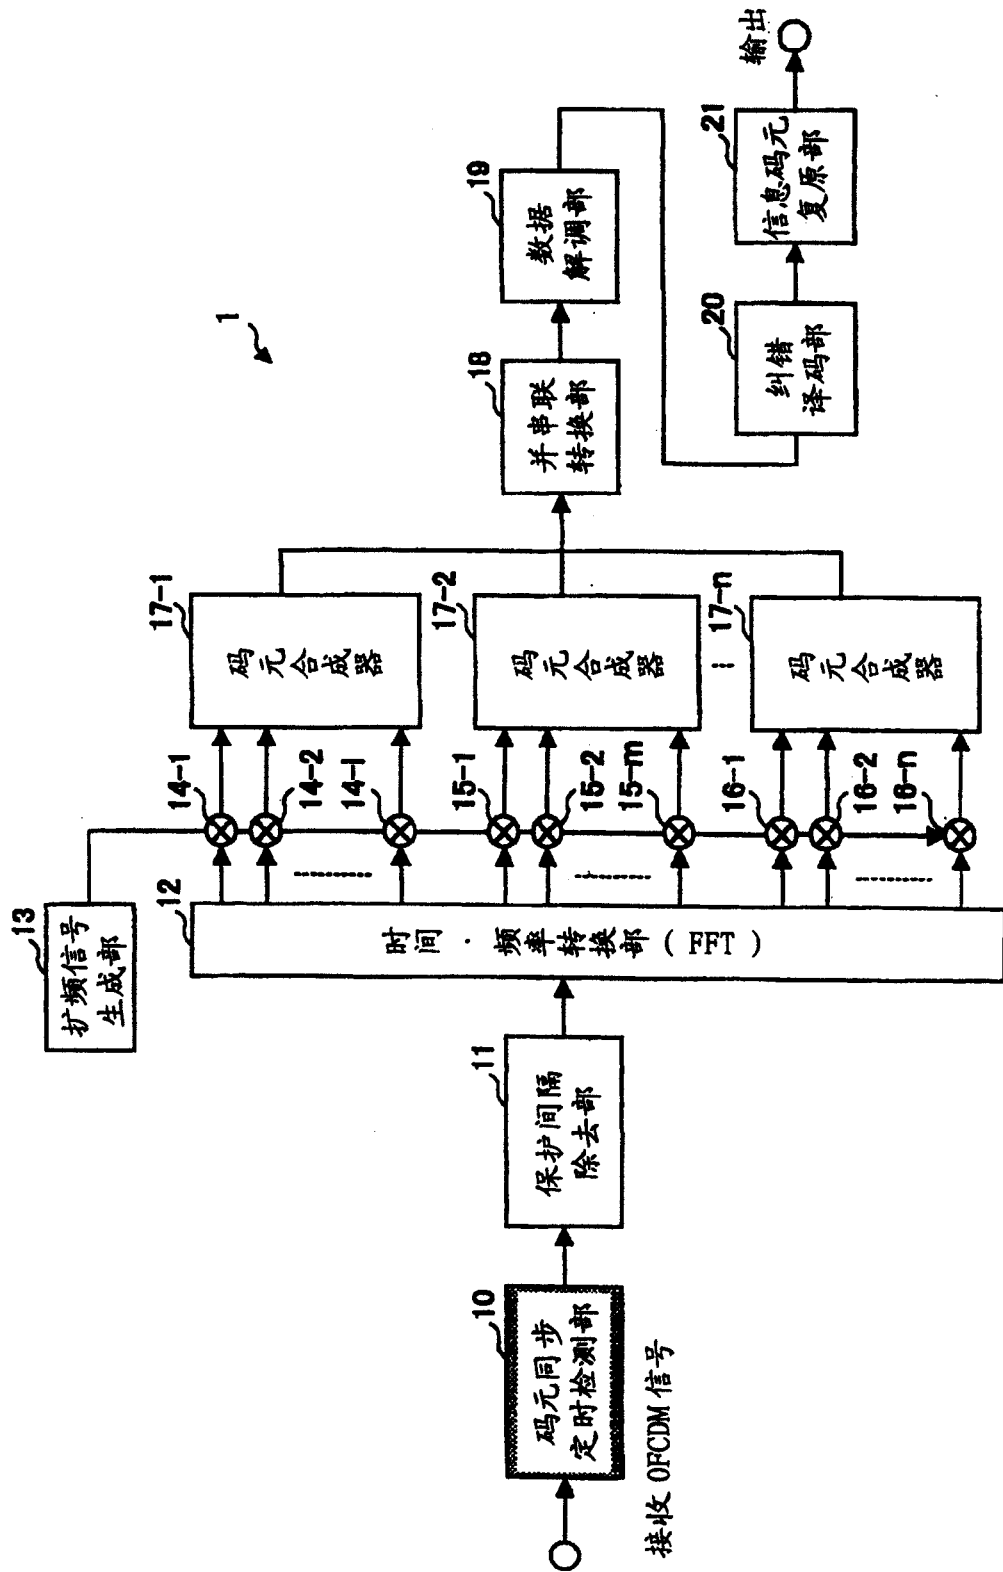 1
接收 OFCDM 信号
10
码元同步
定时检测部
11
保护间隔
除去部
12
时间·频率转换部(FFT)
13
扩频信号
生成部
14-1
14-2
14-l
15-1
15-2
15-m
16-1
16-2
16-n
17-1
码元合成器
17-2
码元合成器
17-n
码元合成器
18
并串联
转换部
19
数据
解调部
20
纠错
译码部
21
信息码元
复原部
输出